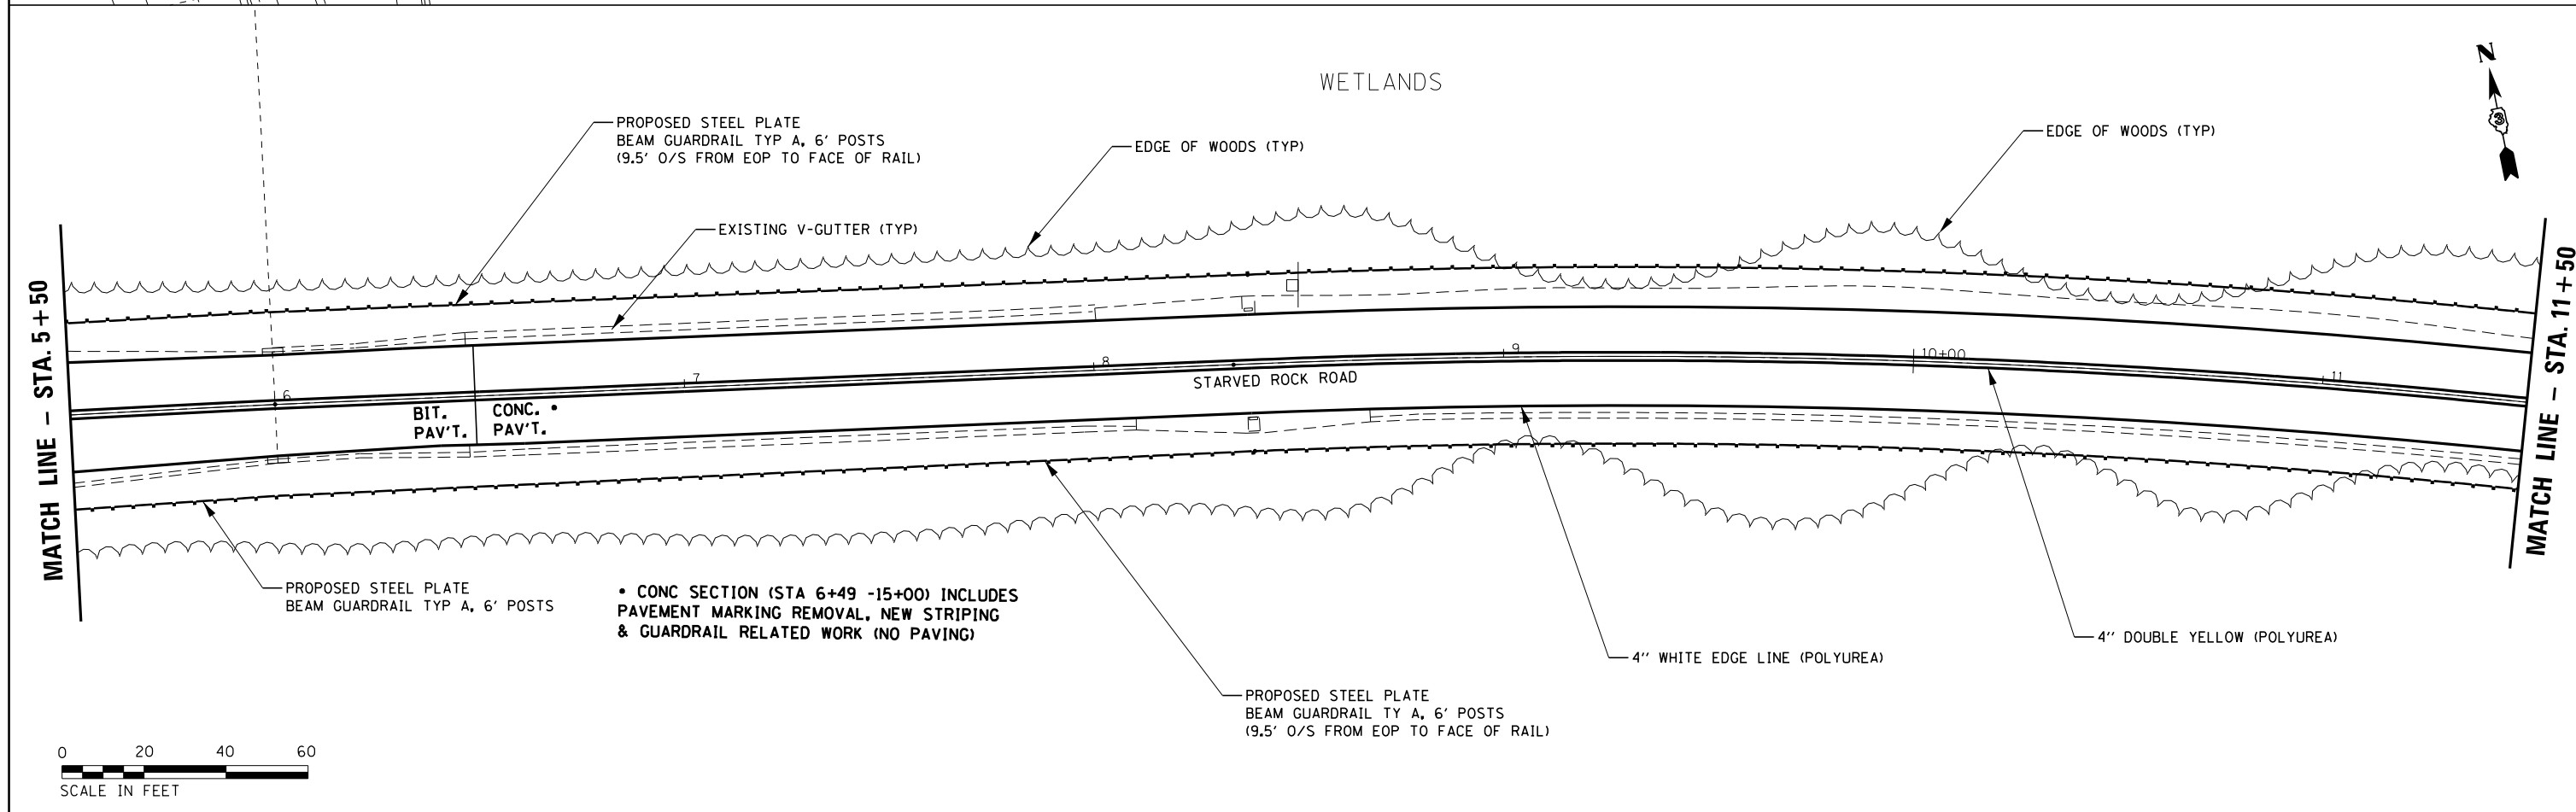 WETLANDS
N
3
PROPOSED STEEL PLATE
BEAM GUARDRAIL TYP A, 6' POSTS
(9.5' O/S FROM EOP TO FACE OF RAIL)
EDGE OF WOODS (TYP)
EDGE OF WOODS (TYP)
EXISTING V-GUTTER (TYP)
MATCH LINE - STA. 5+50
MATCH LINE - STA. 11+50
6
7
8
9
10+00
11
STARVED ROCK ROAD
BIT.
PAV'T.
CONC. •
PAV'T.
PROPOSED STEEL PLATE
BEAM GUARDRAIL TYP A, 6' POSTS
• CONC SECTION (STA 6+49 -15+00) INCLUDES
PAVEMENT MARKING REMOVAL, NEW STRIPING
& GUARDRAIL RELATED WORK (NO PAVING)
4" DOUBLE YELLOW (POLYUREA)
4" WHITE EDGE LINE (POLYUREA)
PROPOSED STEEL PLATE
BEAM GUARDRAIL TY A, 6' POSTS
(9.5' O/S FROM EOP TO FACE OF RAIL)
0 20 40 60
SCALE IN FEET